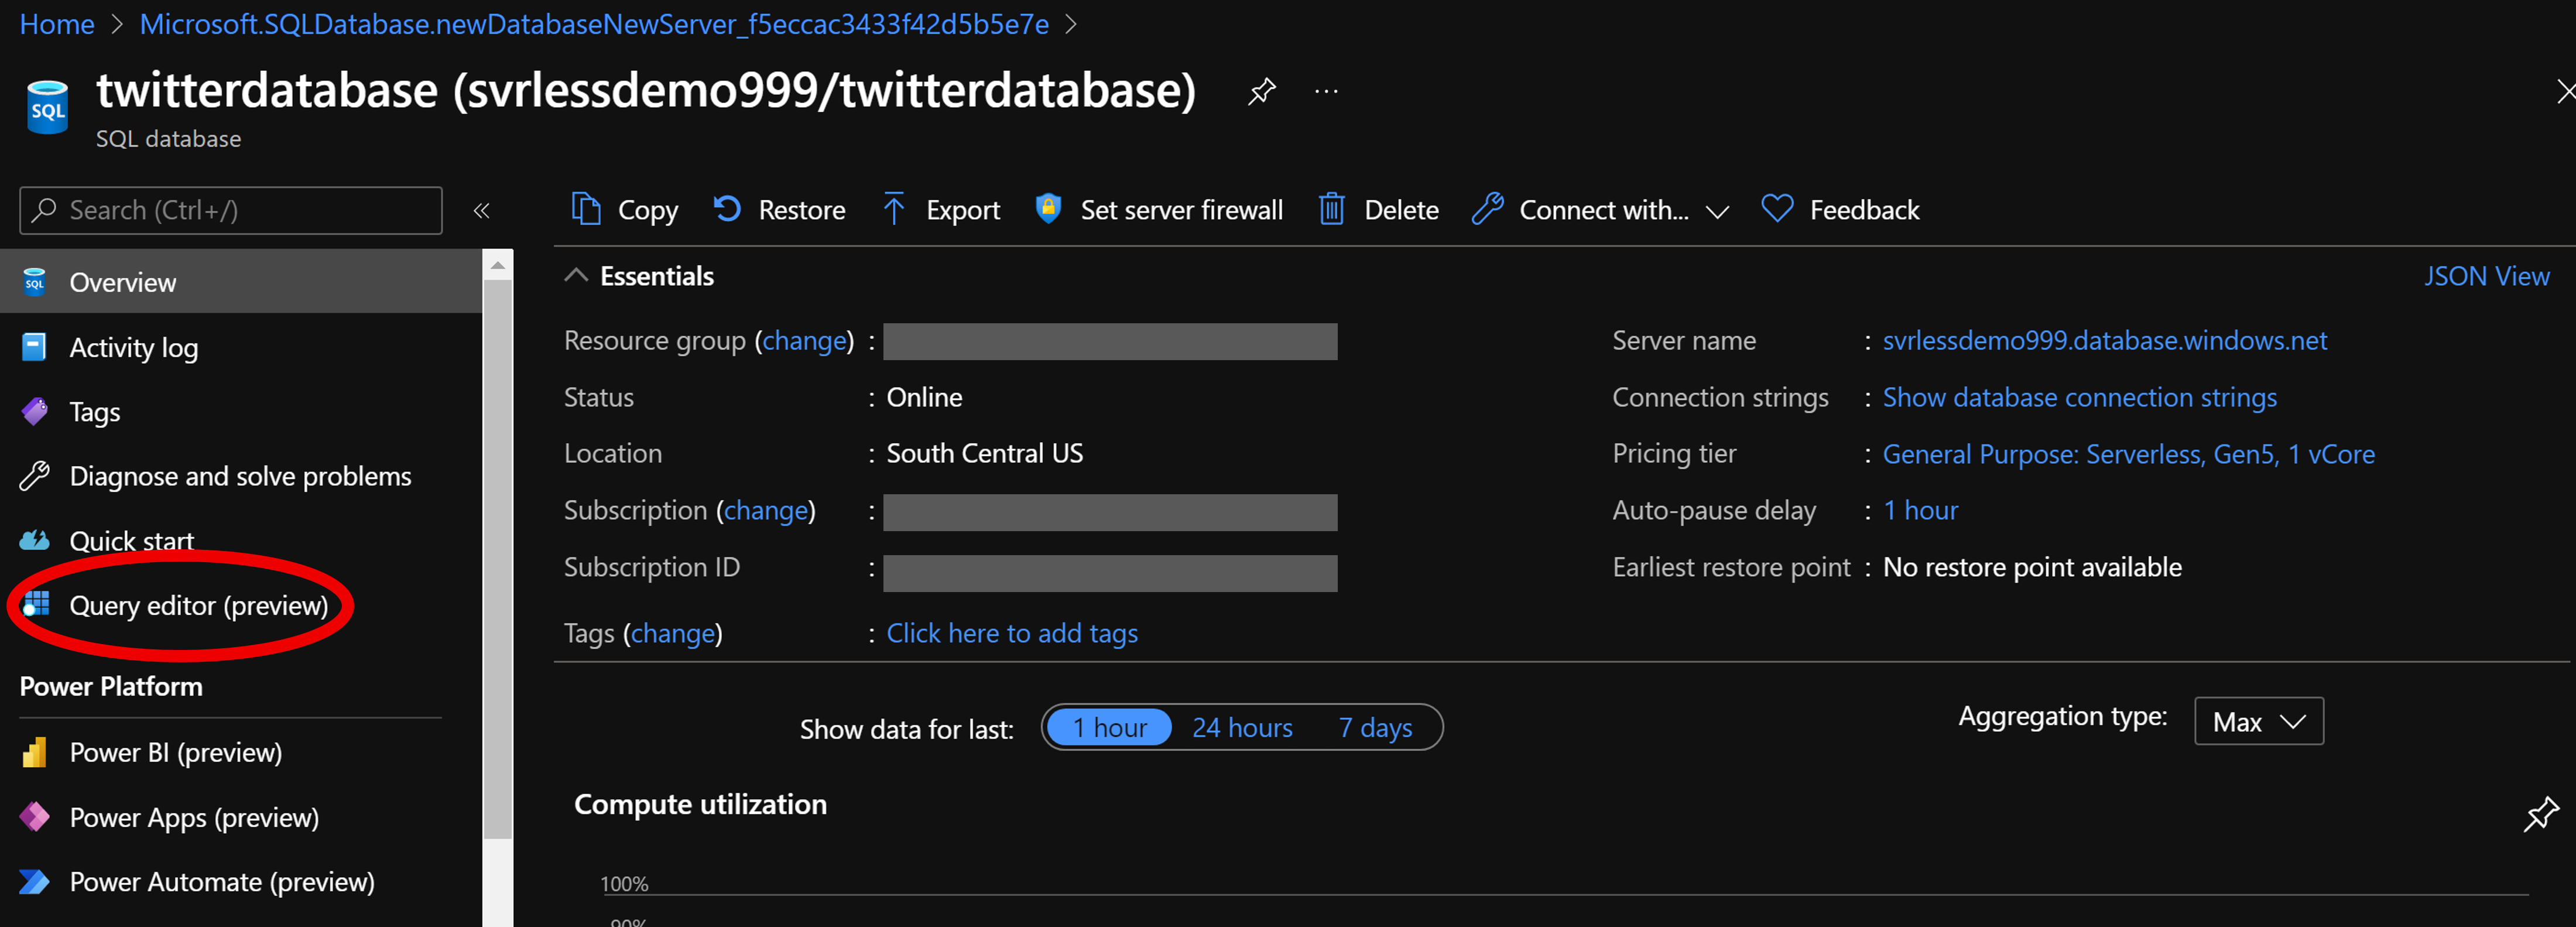 Home > Microsoft.SQLDatabase.newDatabaseNewServer_f5eccac3433f42d5b5e7e >
SQL
twitterdatabase (svrlessdemo999/twitterdatabase) ...
SQL database
Search (Ctrl+/) «
Copy Restore Export Set server firewall Delete Connect with... Feedback
SQL Overview
Activity log
Tags
Diagnose and solve problems
Quick start
Query editor (preview)
Power Platform
Power BI (preview)
Power Apps (preview)
Power Automate (preview)
Essentials JSON View
Resource group (change) :
Status : Online
Location : South Central US
Subscription (change) :
Subscription ID :
Tags (change) : Click here to add tags
Server name : svrlessdemo999.database.windows.net
Connection strings : Show database connection strings
Pricing tier : General Purpose: Serverless, Gen5, 1 vCore
Auto-pause delay : 1 hour
Earliest restore point : No restore point available
Show data for last: 1 hour 24 hours 7 days
Aggregation type: Max
Compute utilization
100%
90%